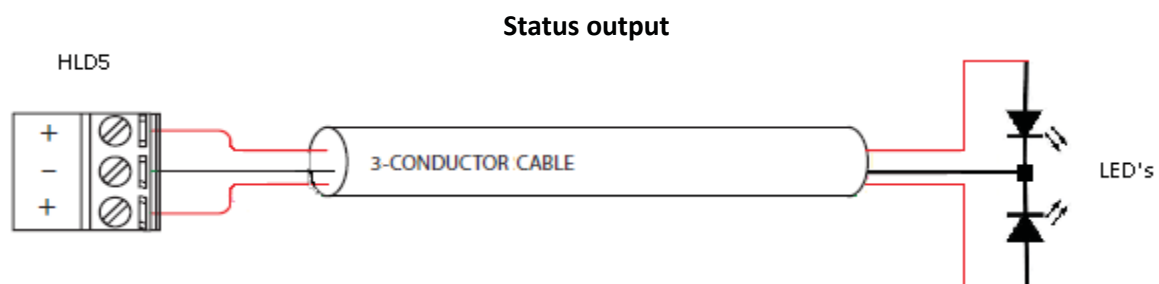 Status output
HLD5
+
−
+
3-CONDUCTOR CABLE
LED's